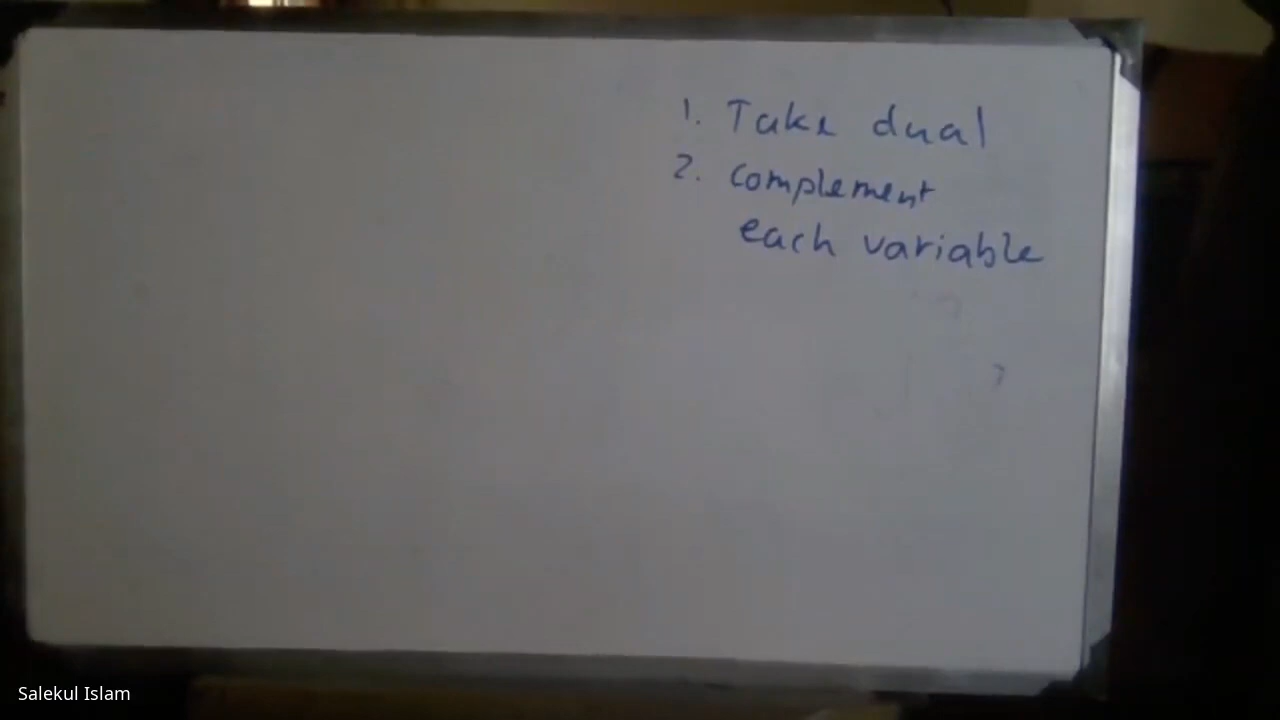 1. Take dual
2. complement
each variable
Salekul Islam